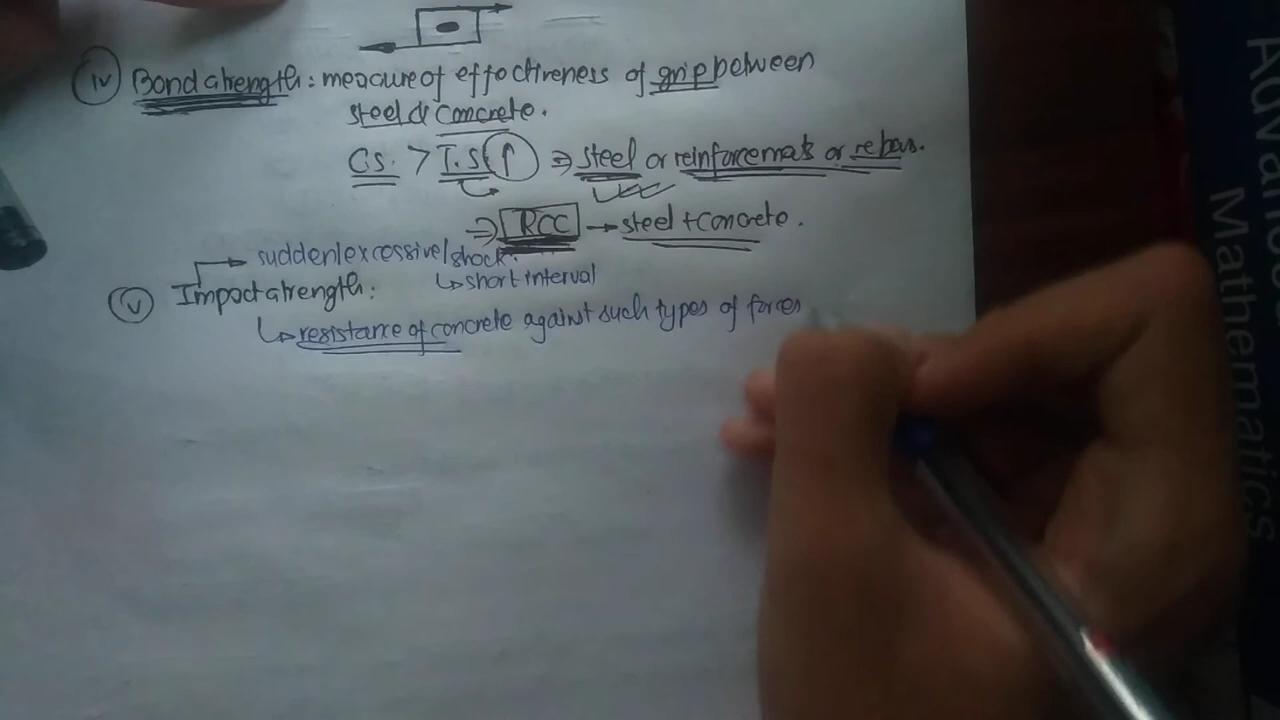 (iv) Bond strength: measure of effectiveness of grip between
steel & concrete.
C.S. > T.S(↑) ⇒ steel or reinforcements or rebars.
⇒ RCC → steel + concrete.
→ sudden/excessive/shock.
↳ short interval
(v) Impact strength:
↳ resistance of concrete against such types of forces
Advanced
Mathematics